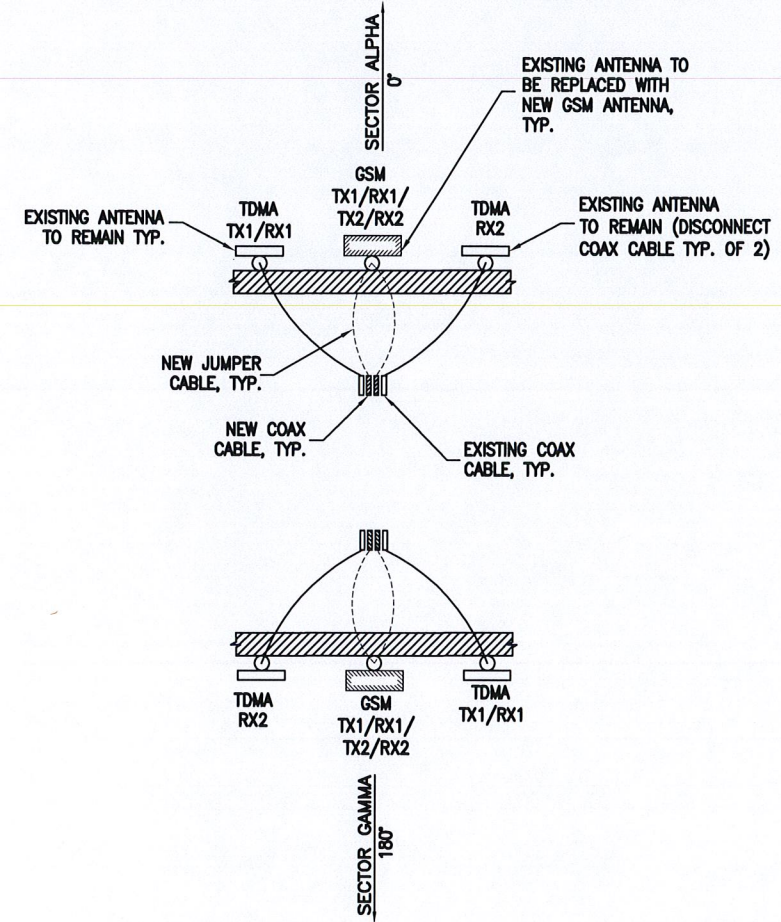 SECTOR ALPHA
0°
EXISTING ANTENNA TO
BE REPLACED WITH
NEW GSM ANTENNA,
TYP.
GSM
TX1/RX1/
TX2/RX2
TDMA
TX1/RX1
TDMA
RX2
EXISTING ANTENNA
TO REMAIN TYP.
EXISTING ANTENNA
TO REMAIN (DISCONNECT
COAX CABLE TYP. OF 2)
NEW JUMPER
CABLE, TYP.
NEW COAX
CABLE, TYP.
EXISTING COAX
CABLE, TYP.
TDMA
RX2
GSM
TX1/RX1/
TX2/RX2
TDMA
TX1/RX1
SECTOR GAMMA
180°